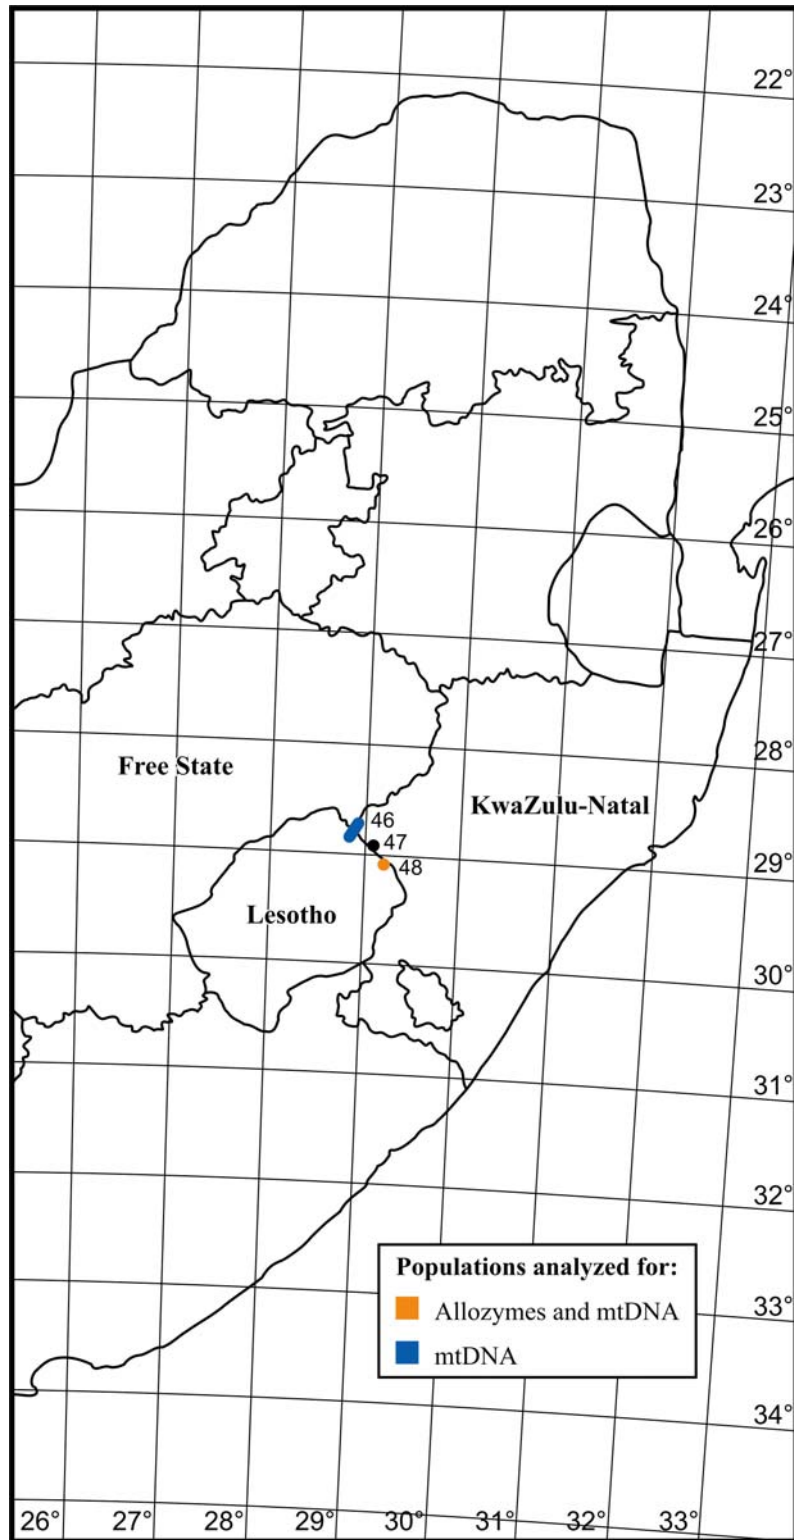 22°
23°
24°
25°
26°
27°
28°
Free State
KwaZulu-Natal
46
47
29°
48
Lesotho
30°
31°
32°
Populations analyzed for:
Allozymes and mtDNA
33°
mtDNA
34°
26° 27° 28° 29° 30° 31° 32° 33°